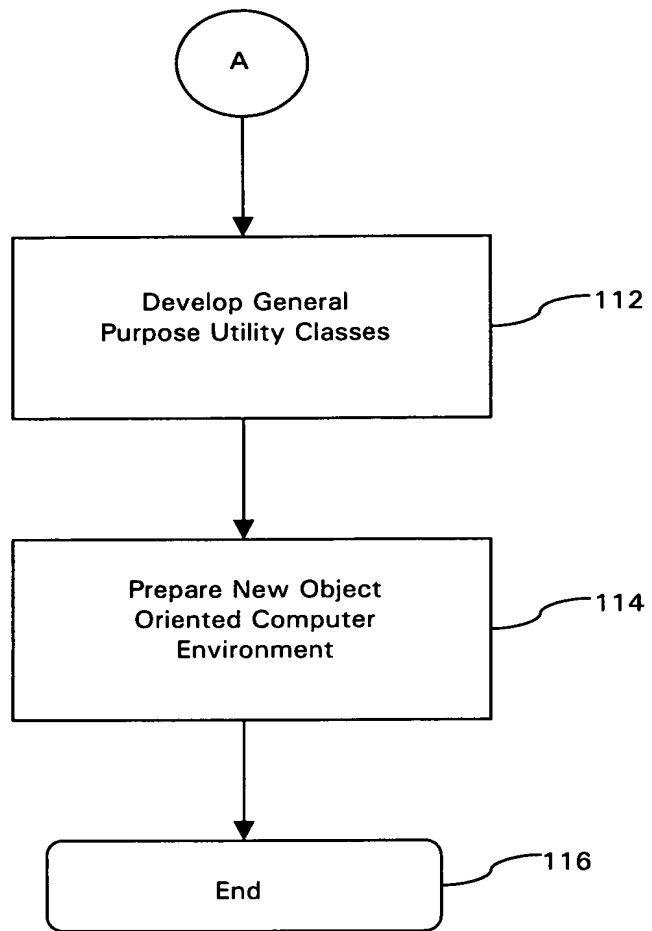 A
Develop General
Purpose Utility Classes
112
Prepare New Object
Oriented Computer
Environment
114
End
116